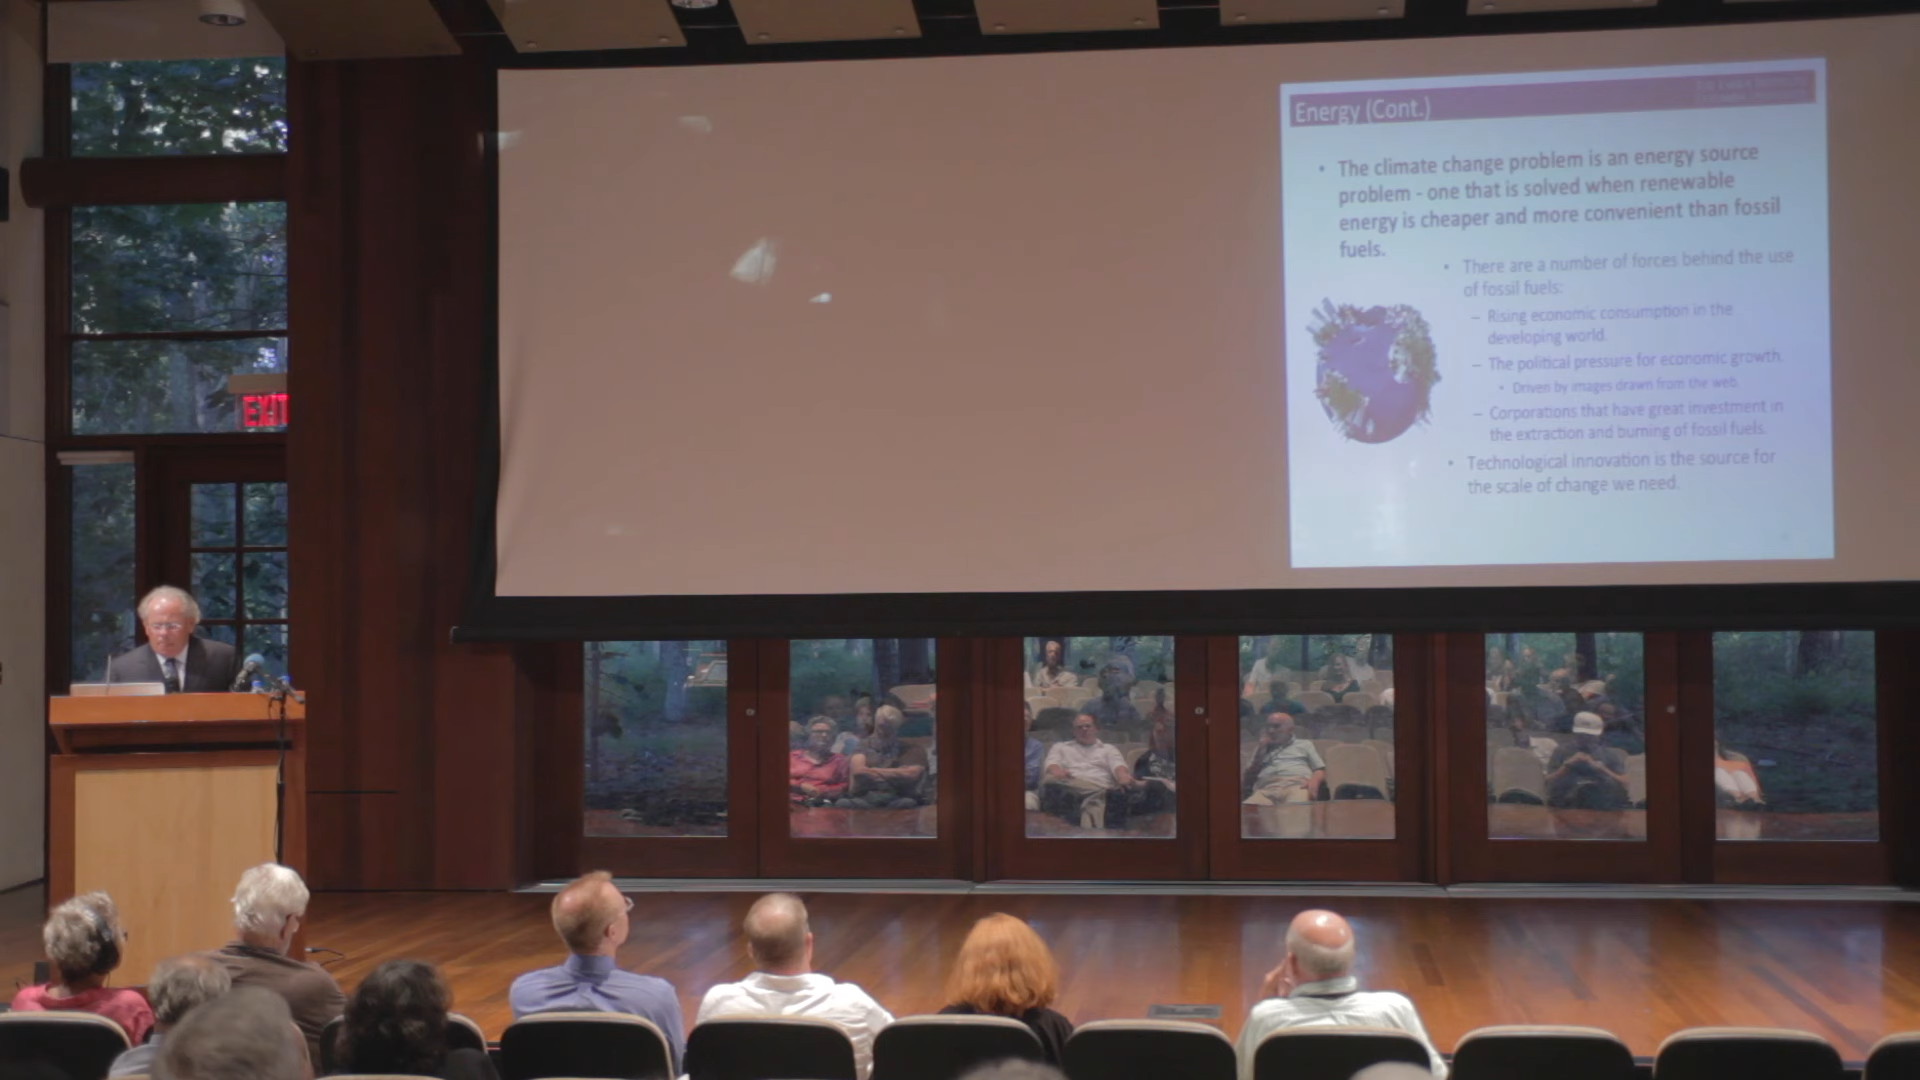 Energy (Cont.)
• The climate change problem is an energy source
problem - one that is solved when renewable
energy is cheaper and more convenient than fossil
fuels.
• There are a number of forces behind the use
of fossil fuels:
– Rising economic consumption in the
developing world.
– The political pressure for economic growth.
• Driven by images drawn from the web.
– Corporations that have great investment in
the extraction and burning of fossil fuels.
• Technological innovation is the source for
the scale of change we need.
EXIT